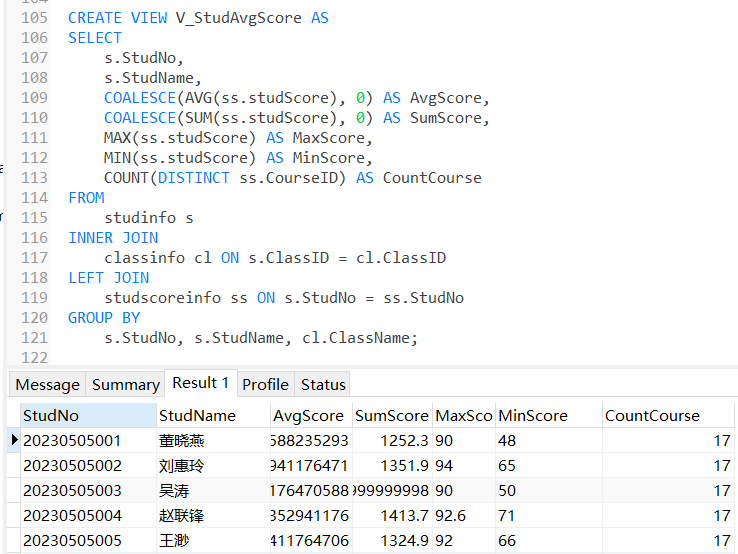 105 CREATE VIEW V_StudAvgScore AS
106 SELECT
107 s.StudNo,
108 s.StudName,
109 COALESCE(AVG(ss.studScore), 0) AS AvgScore,
110 COALESCE(SUM(ss.studScore), 0) AS SumScore,
111 MAX(ss.studScore) AS MaxScore,
112 MIN(ss.studScore) AS MinScore,
113 COUNT(DISTINCT ss.CourseID) AS CountCourse
114 FROM
115 studinfo s
116 INNER JOIN
117 classinfo cl ON s.ClassID = cl.ClassID
118 LEFT JOIN
119 studscoreinfo ss ON s.StudNo = ss.StudNo
120 GROUP BY
121 s.StudNo, s.StudName, cl.ClassName;
122
Message Summary Result 1 Profile Status
StudNo StudName AvgScore SumScore MaxSco MinScore CountCourse
20230505001 董晓燕 588235293 1252.3 90 48 17
20230505002 刘惠玲 941176471 1351.9 94 65 17
20230505003 吴涛 176470588 999999998 90 50 17
20230505004 赵联锋 352941176 1413.7 92.6 71 17
20230505005 王渺 411764706 1324.9 92 66 17